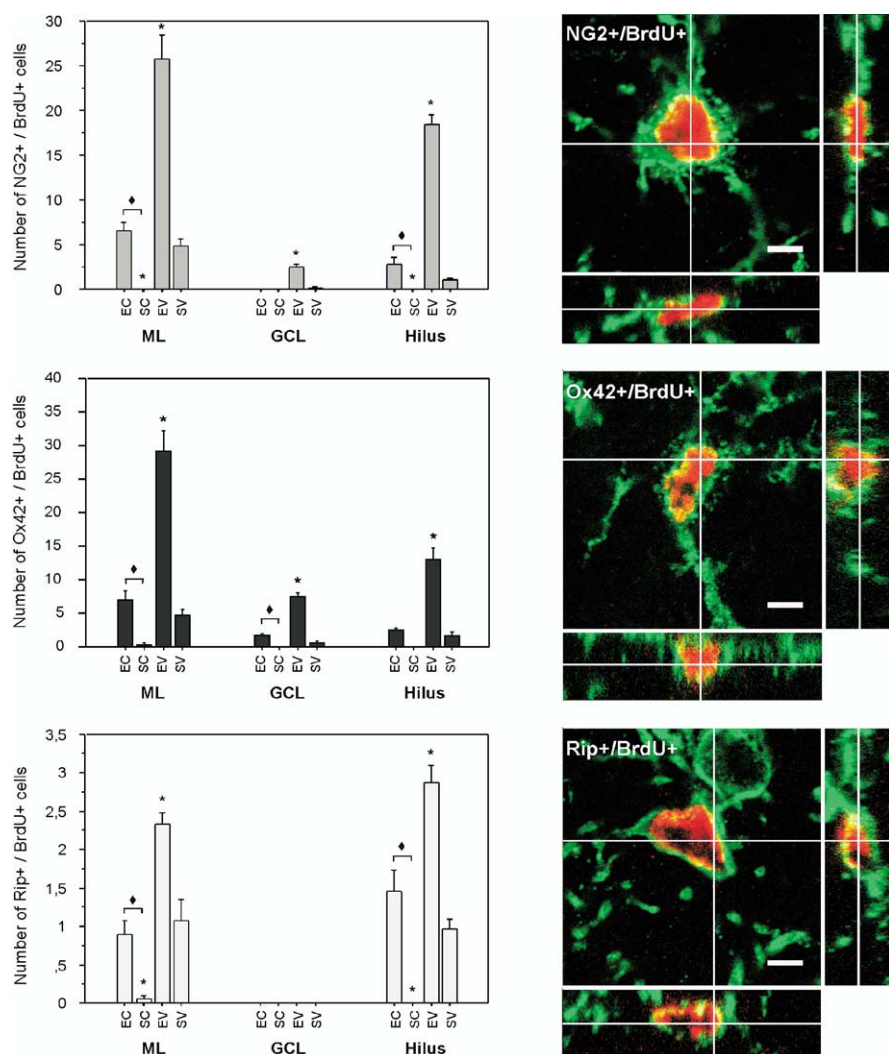 Number of NG2+ / BrdU+ cells
30
25
20
15
10
5
0
* ♦ * * ♦ * *
EC SC EV SV EC SC EV SV EC SC EV SV
ML GCL Hilus
NG2+/BrdU+
Number of Ox42+ / BrdU+ cells
40
35
30
25
20
15
10
5
0
♦ * ♦ * *
EC SC EV SV EC SC EV SV EC SC EV SV
ML GCL Hilus
Ox42+/BrdU+
Number of Rip+ / BrdU+ cells
3,5
3
2,5
2
1,5
1
,5
0
♦ * * ♦ * *
EC SC EV SV EC SC EV SV EC SC EV SV
ML GCL Hilus
Rip+/BrdU+